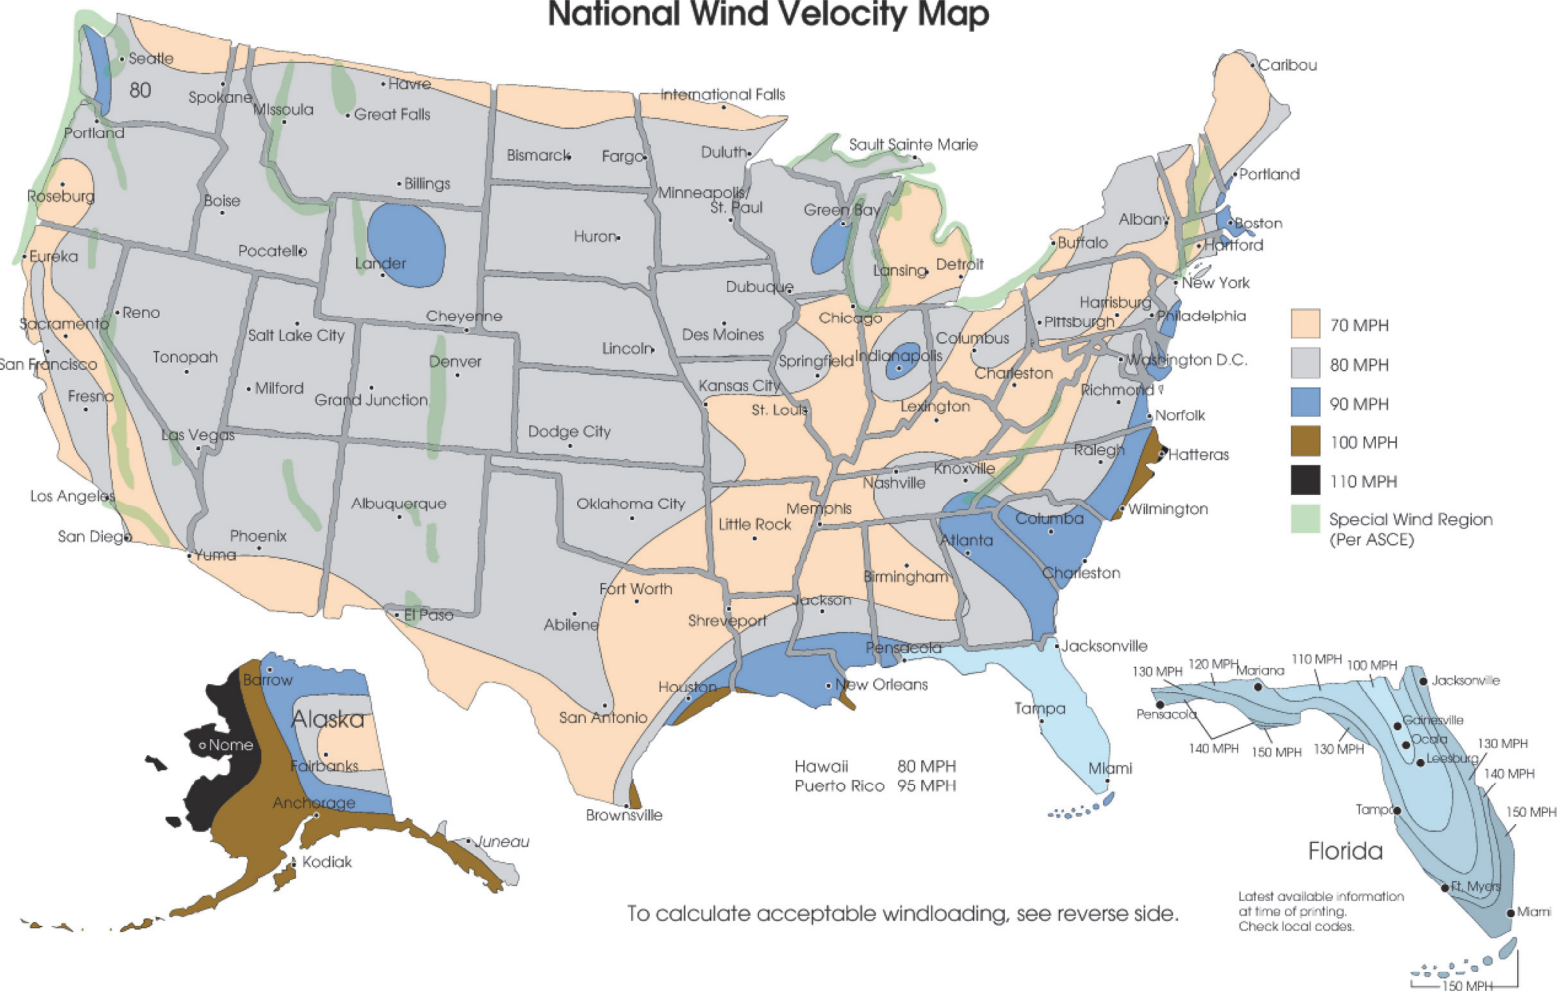 National Wind Velocity Map
Seatle
80
Spokane
Missoula
Havre
Great Falls
International Falls
Caribou
Portland
Bismarck
Fargo
Duluth
Sault Sainte Marie
Billings
Roseburg
Boise
Minneapolis/
St. Paul
Green Bay
Portland
Albany
Boston
Pocatello
Huron
Buffalo
Hartford
Eureka
Lander
Lansing
Detroit
Dubuque
New York
Reno
Cheyenne
Chicago
Harrisburg
Philadelphia
Sacramento
Salt Lake City
Des Moines
Pittsburgh
Columbus
San Francisco
Tonopah
Denver
Lincoln
Springfield
Indianapolis
Washington D.C.
Milford
Grand Junction
Kansas City
Charleston
Richmond
Fresno
St. Louis
Lexington
Norfolk
Las Vegas
Dodge City
Ralegh
Hatteras
Los Angeles
Albuquerque
Oklahoma City
Nashville
Knoxville
Memphis
Little Rock
Columba
Wilmington
San Diego
Phoenix
Yuma
Atlanta
Birmingham
Charleston
Fort Worth
El Paso
Abilene
Shreveport
Jackson
Pensacola
Jacksonville
Houston
New Orleans
San Antonio
Tampa
Miami
Brownsville
70 MPH
80 MPH
90 MPH
100 MPH
110 MPH
Special Wind Region
(Per ASCE)
Barrow
Alaska
Nome
Fairbanks
Anchorage
Juneau
Kodiak
Hawaii 80 MPH
Puerto Rico 95 MPH
130 MPH
120 MPH
Mariana
110 MPH
100 MPH
Jacksonville
Pensacola
140 MPH
150 MPH
130 MPH
Gainesville
Ocala
Leesburg
130 MPH
140 MPH
150 MPH
Tampa
Florida
Ft. Myers
Miami
150 MPH
To calculate acceptable windloading, see reverse side.
Latest available information
at time of printing.
Check local codes.